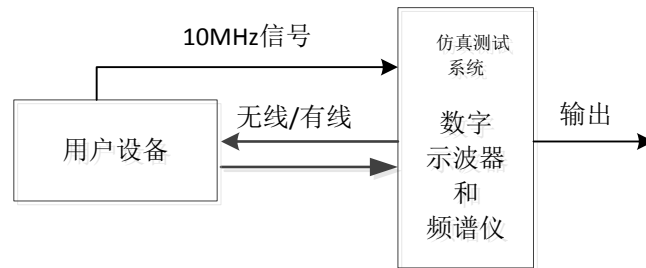 10MHz信号
仿真测试
系统
无线/有线
用户设备
数字
示波器
和
频谱仪
输出